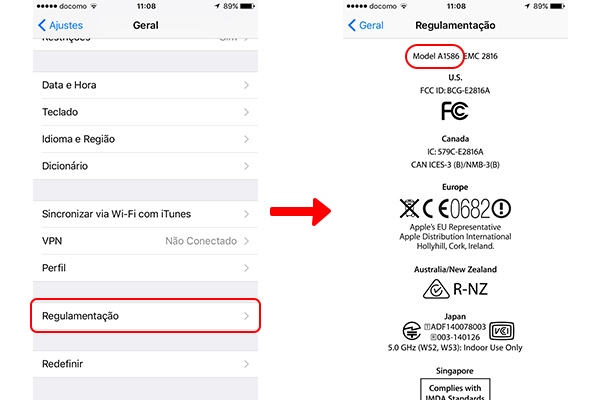 docomo 11:08 89%
Ajustes Geral
Restrições
Data e Hora
Teclado
Idioma e Região
Dicionário
Sincronizar via Wi-Fi com iTunes
VPN Não Conectado
Perfil
Regulamentação
Redefinir
docomo 11:08 89%
Geral Regulamentação
Model A1586 EMC 2816
U.S.
FCC ID: BCG-E2816A
FC
Canada
IC: 579C-E2816A
CAN ICES-3 (B)/NMB-3(B)
Europe
CE0682
Apple's EU Representative
Apple Distribution International
Hollyhill, Cork, Ireland.
Australia/New Zealand
R-NZ
Japan
1 ADF140078003
R 003-140126
VCI
5.0 GHz (W52, W53): Indoor Use Only
Singapore
Complies with
IMDA Standards